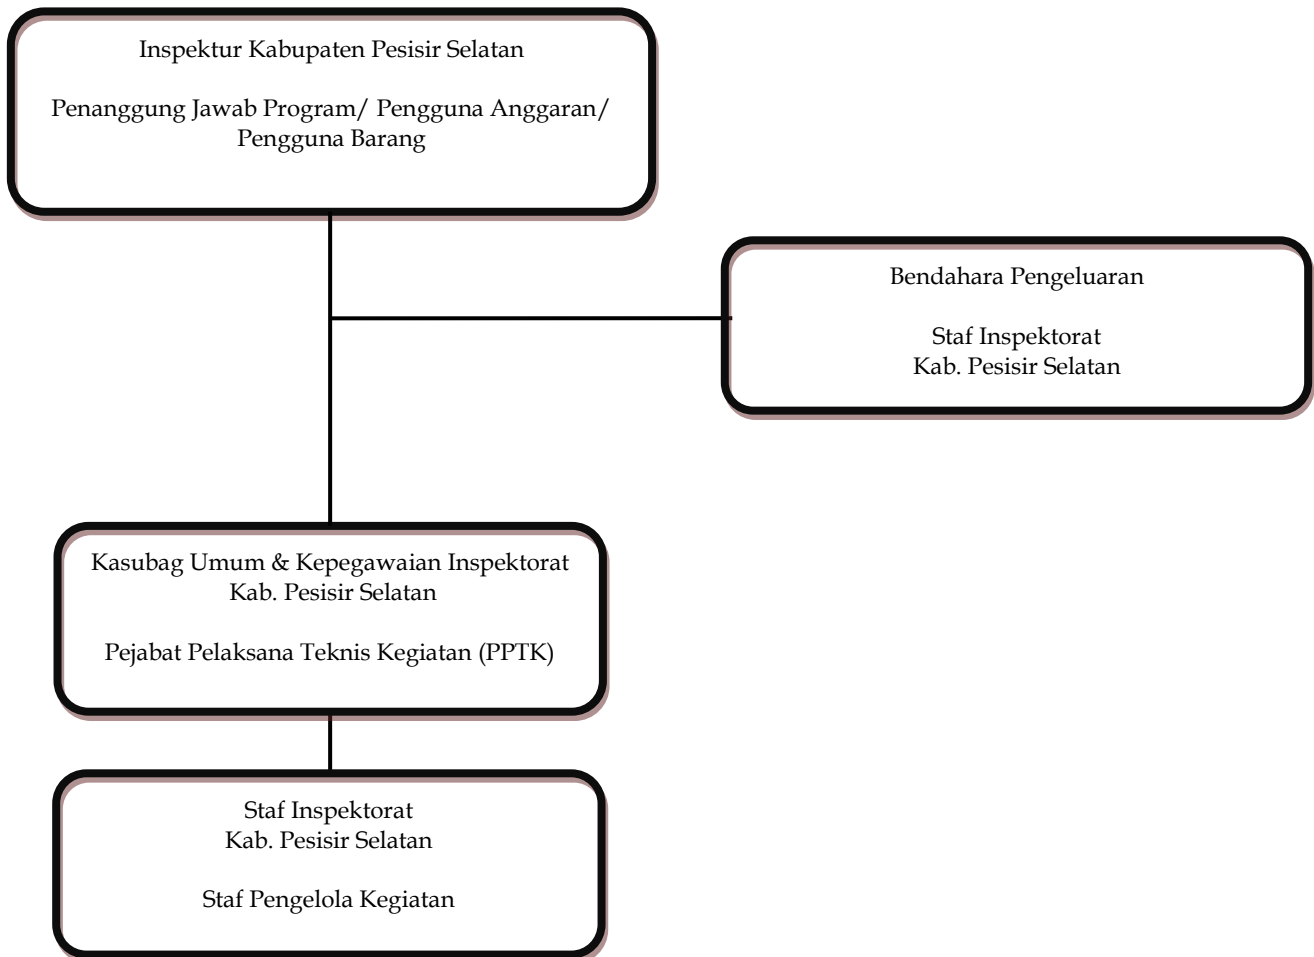 Inspektur Kabupaten Pesisir Selatan
Penanggung Jawab Program/ Pengguna Anggaran/
Pengguna Barang
Bendahara Pengeluaran
Staf Inspektorat
Kab. Pesisir Selatan
Kasubag Umum & Kepegawaian Inspektorat
Kab. Pesisir Selatan
Pejabat Pelaksana Teknis Kegiatan (PPTK)
Staf Inspektorat
Kab. Pesisir Selatan
Staf Pengelola Kegiatan